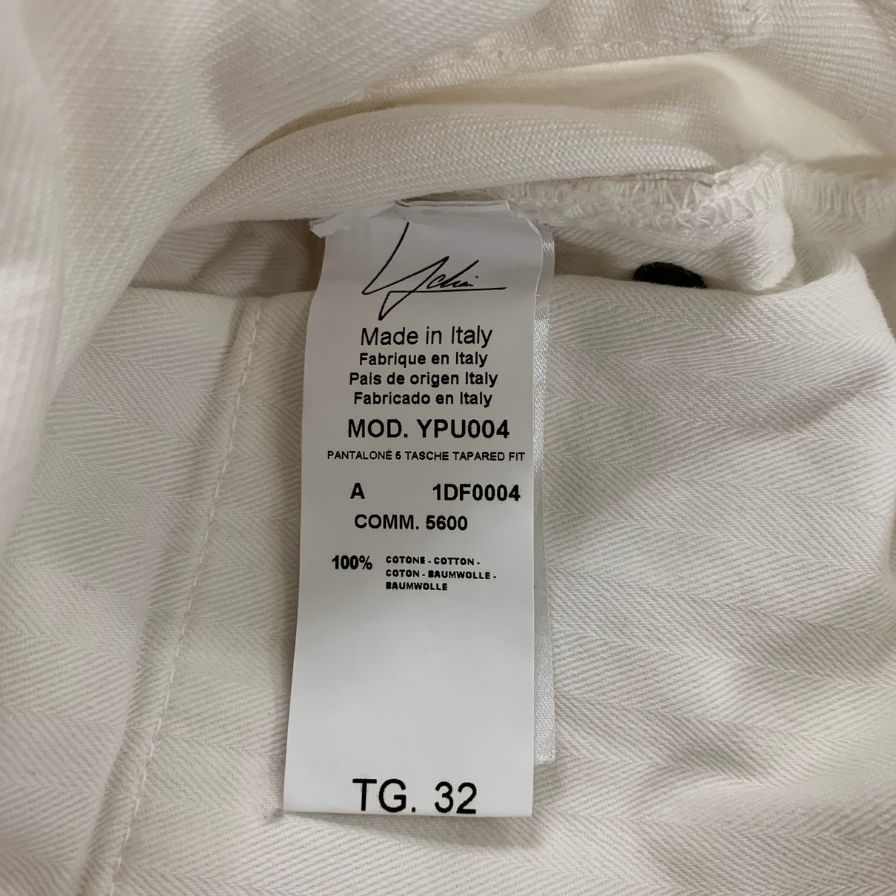 Made in Italy
Fabrique en Italy
Pais de origen Italy
Fabricado en Italy
MOD. YPU004
PANTALONE 5 TASCHE TAPARED FIT
A 1DF0004
COMM. 5600
100% COTONE - COTTON -
COTON - BAUMWOLLE -
BAUMWOLLE
TG. 32